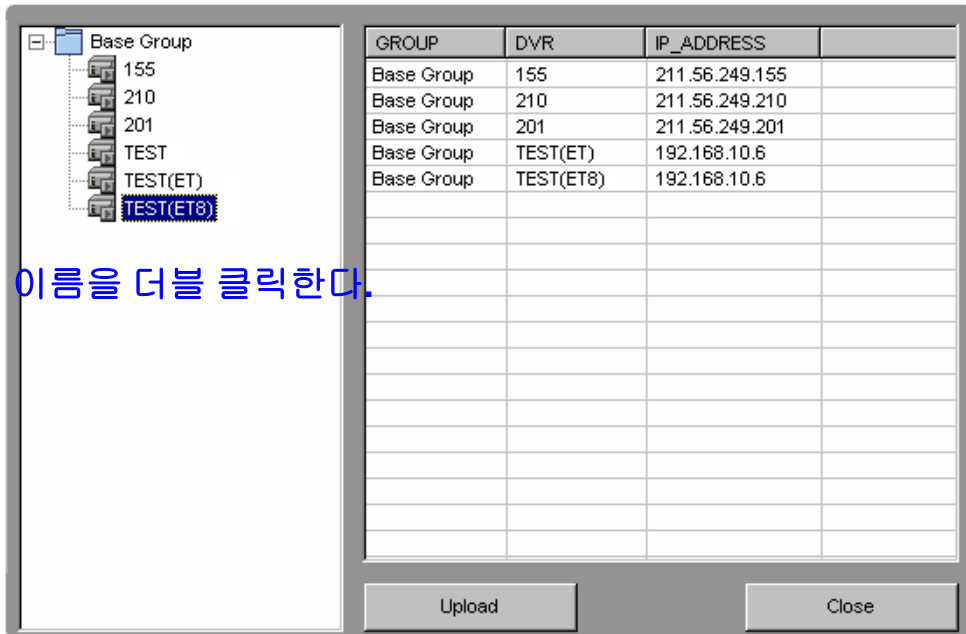 Base Group
155
210
201
TEST
TEST(ET)
TEST(ET8)
이름을 더블 클릭한다.
GROUP DVR IP_ADDRESS
Base Group 155 211.56.249.155
Base Group 210 211.56.249.210
Base Group 201 211.56.249.201
Base Group TEST(ET) 192.168.10.6
Base Group TEST(ET8) 192.168.10.6
Upload Close